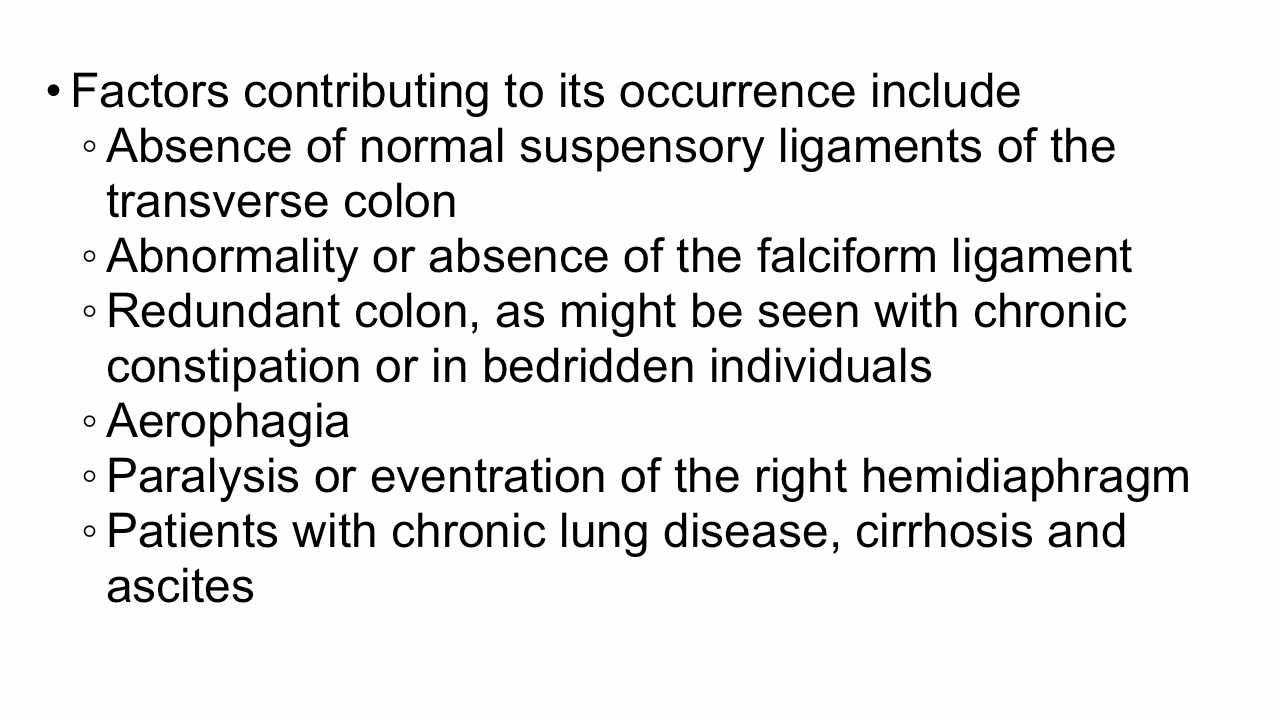 • Factors contributing to its occurrence include
◦ Absence of normal suspensory ligaments of the
transverse colon
◦ Abnormality or absence of the falciform ligament
◦ Redundant colon, as might be seen with chronic
constipation or in bedridden individuals
◦ Aerophagia
◦ Paralysis or eventration of the right hemidiaphragm
◦ Patients with chronic lung disease, cirrhosis and
ascites